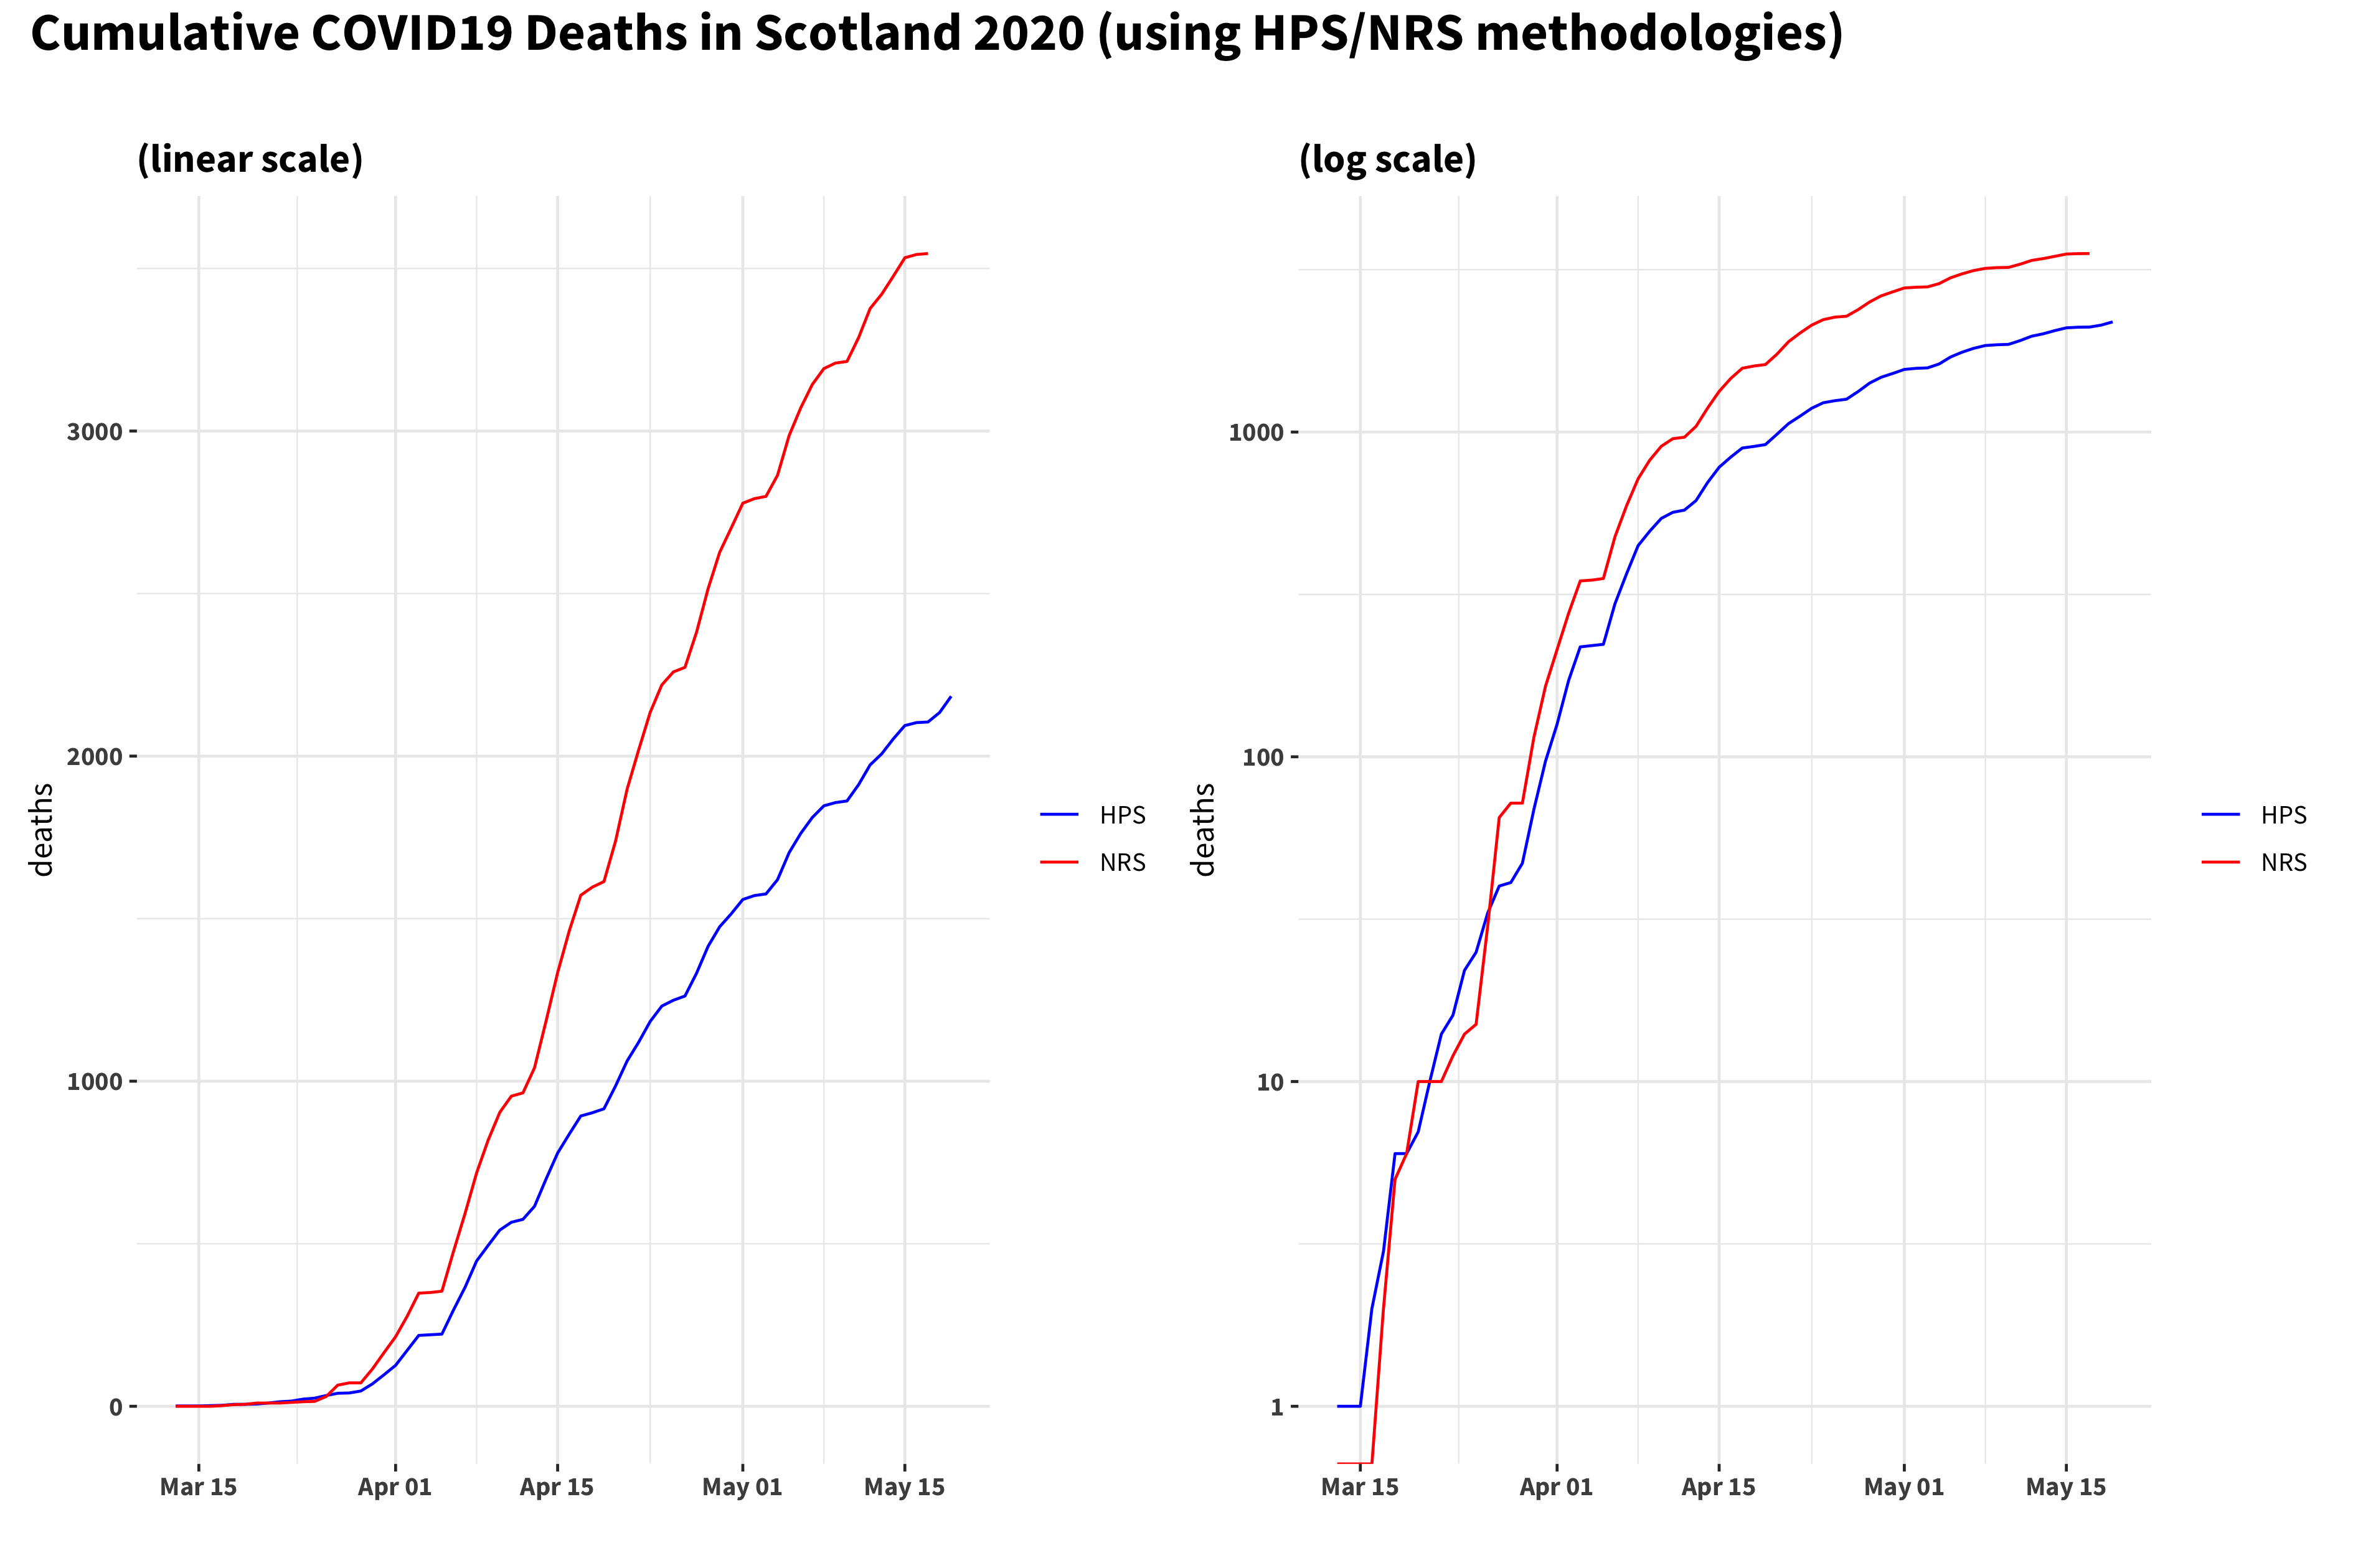 Cumulative COVID19 Deaths in Scotland 2020 (using HPS/NRS methodologies)
(linear scale)
3000
2000
1000
0
deaths
Mar 15 Apr 01 Apr 15 May 01 May 15
HPS
NRS
(log scale)
1000
100
10
1
deaths
Mar 15 Apr 01 Apr 15 May 01 May 15
HPS
NRS